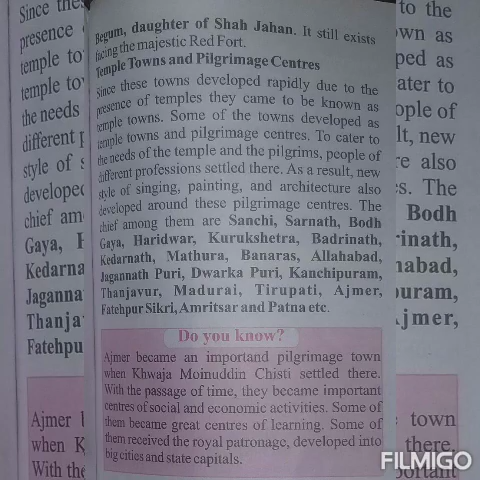 Begum, daughter of Shah Jahan. It still exists
facing the majestic Red Fort.
Temple Towns and Pilgrimage Centres
Since these towns developed rapidly due to the
presence of temples they came to be known as
temple towns. Some of the towns developed as
temple towns and pilgrimage centres. To cater to
the needs of the temple and the pilgrims, people of
different professions settled there. As a result, new
style of singing, painting, and architecture also
developed around these pilgrimage centres. The
chief among them are Sanchi, Sarnath, Bodh
Gaya, Haridwar, Kurukshetra, Badrinath,
Kedarnath, Mathura, Banaras, Allahabad,
Jagannath Puri, Dwarka Puri, Kanchipuram,
Thanjavur, Madurai, Tirupati, Ajmer,
Fatehpur Sikri, Amritsar and Patna etc.
Do you know?
Ajmer became an importand pilgrimage town
when Khwaja Moinuddin Chisti settled there.
With the passage of time, they became important
centres of social and economic activities. Some of
them became great centres of learning. Some of
them received the royal patronage, developed into
big cities and state capitals.
FILMIGO